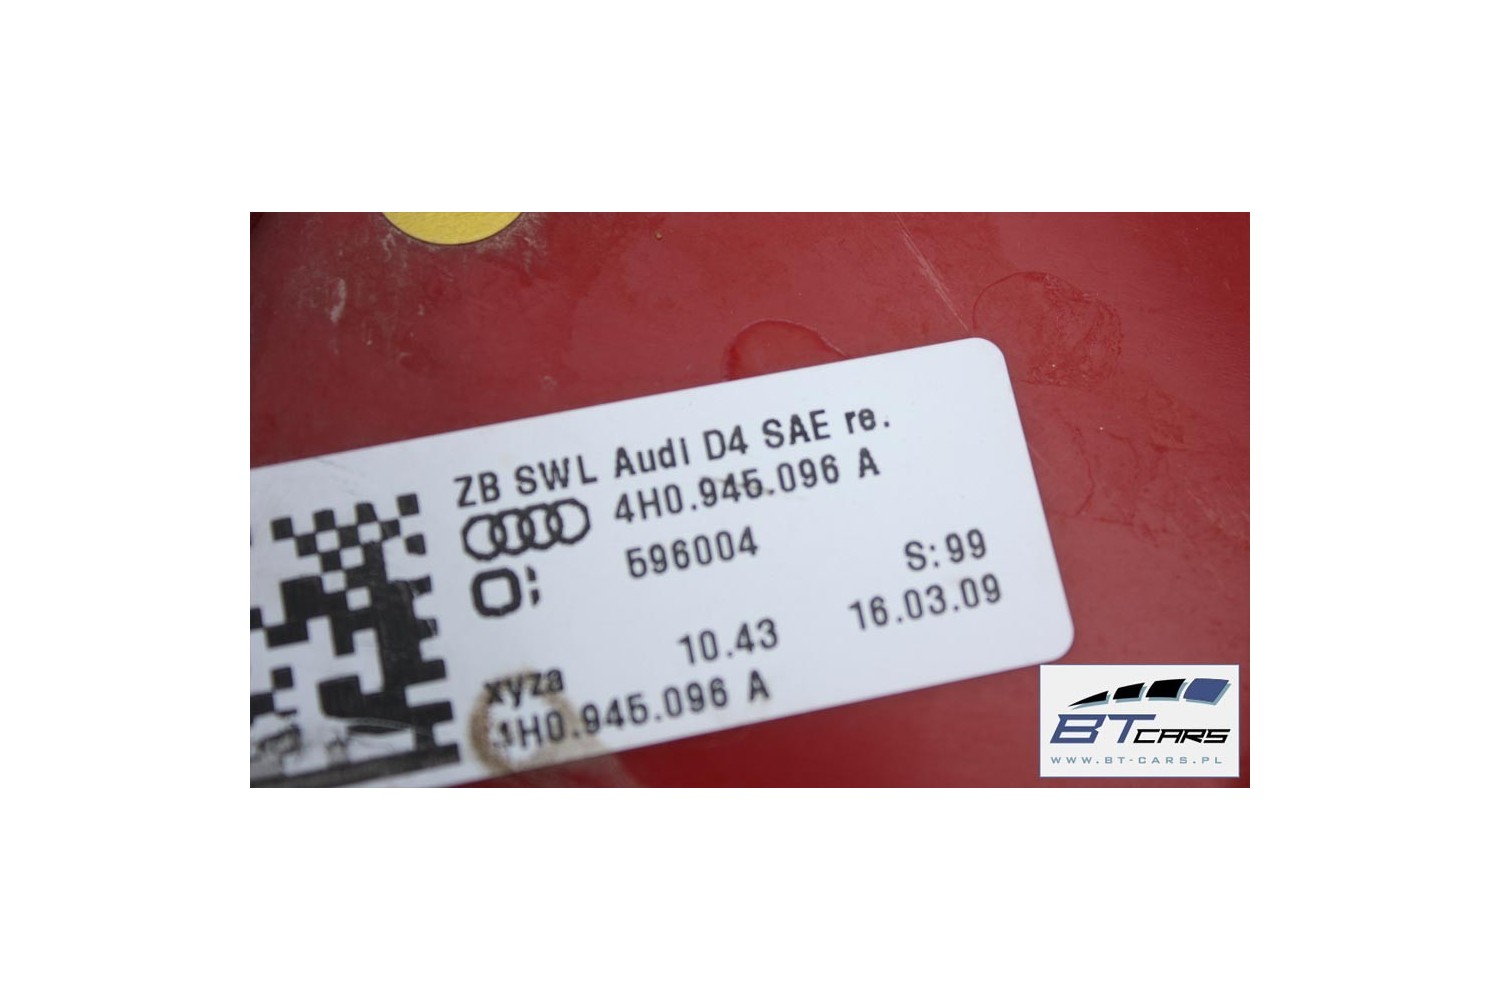 ZB SWL Audi D4 SAE re.
4H0.945.096 A
596004
S:99
10.43
16.03.09
xyza
4H0.945.096 A
BT CARS
WWW.BT-CARS.PL